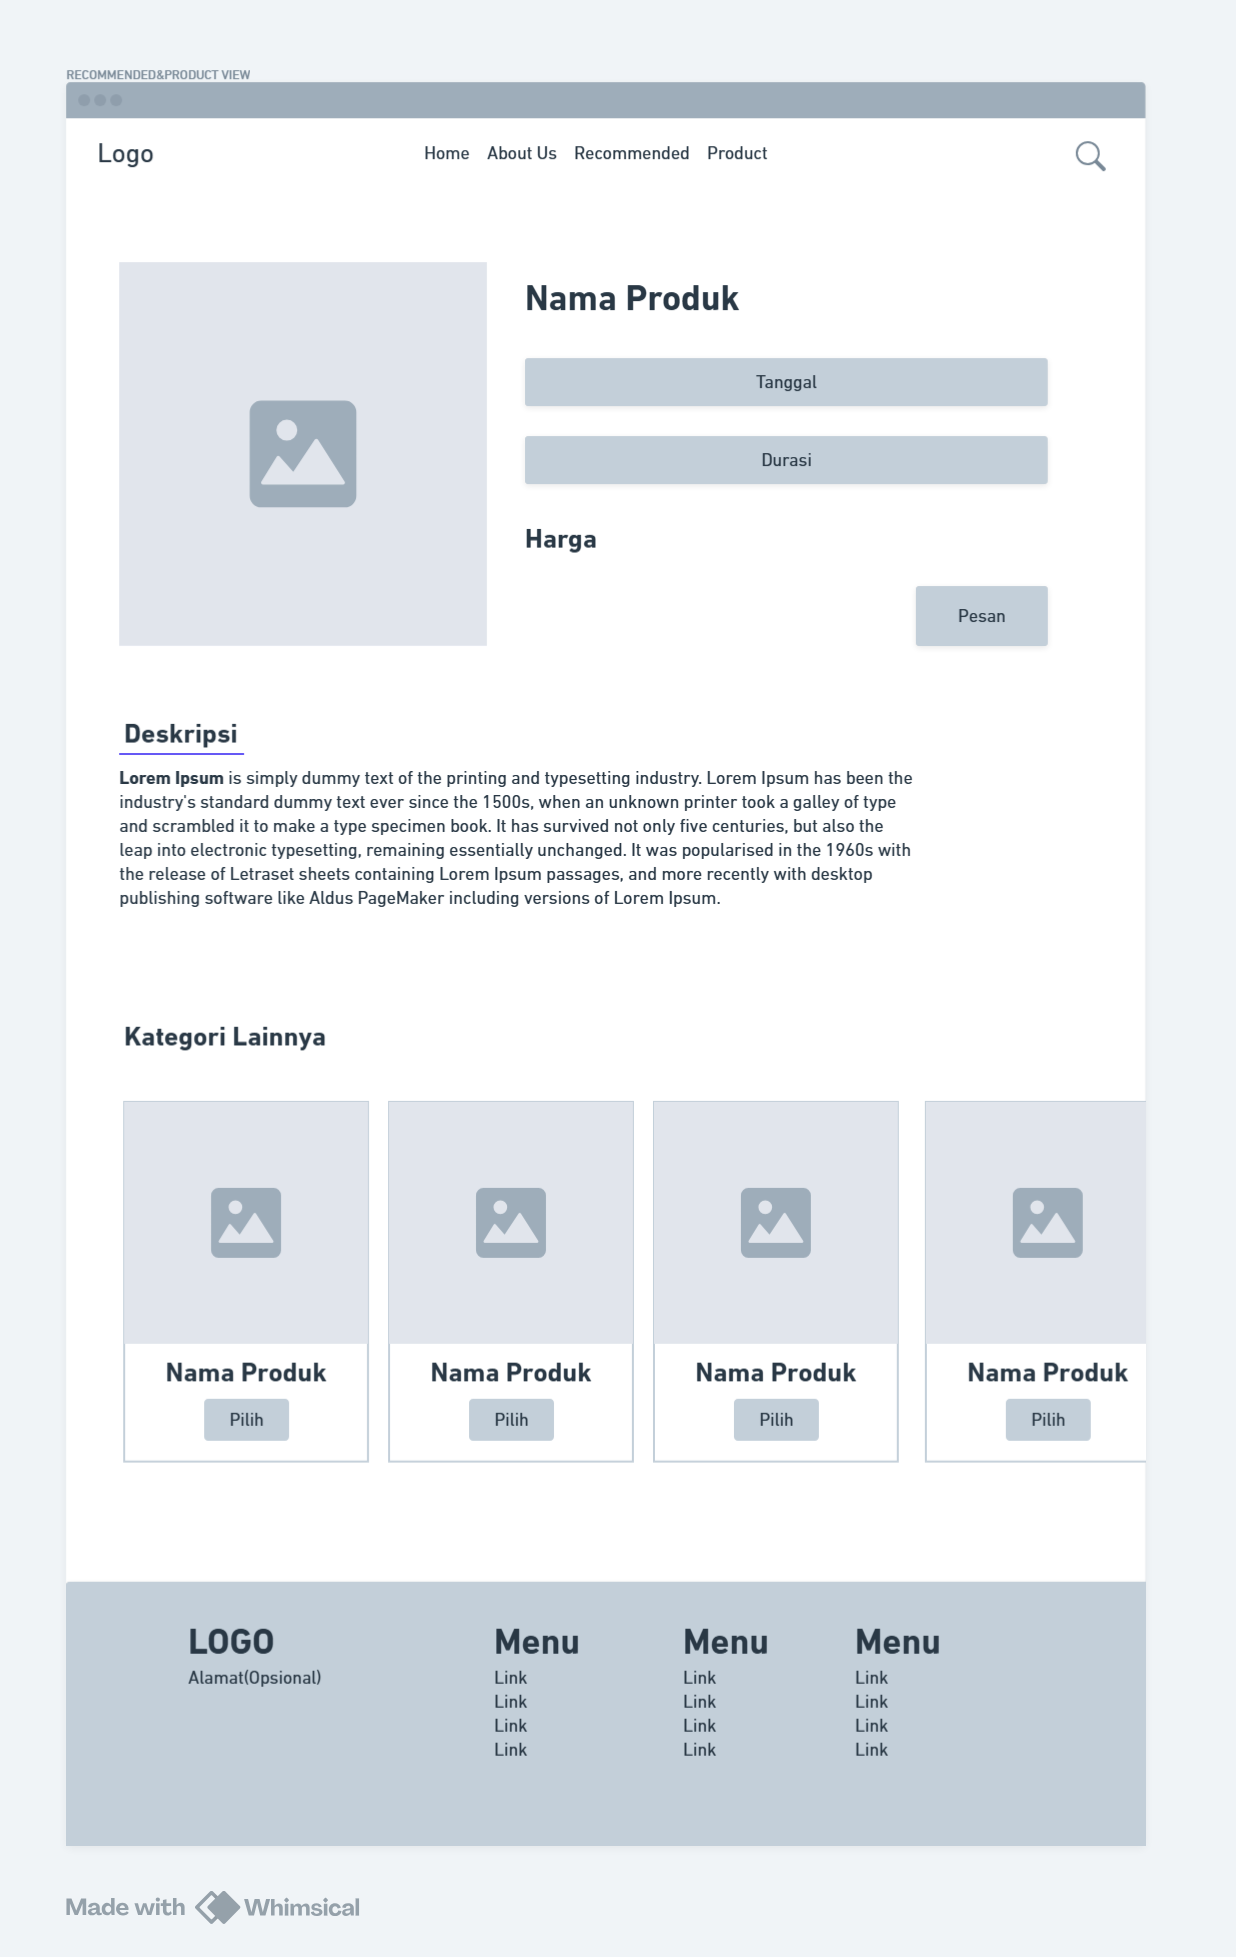 RECOMMENDED&PRODUCT VIEW
Logo
Home About Us Recommended Product
Nama Produk
Tanggal
Durasi
Harga
Pesan
Deskripsi
Lorem Ipsum is simply dummy text of the printing and typesetting industry. Lorem Ipsum has been the
industry's standard dummy text ever since the 1500s, when an unknown printer took a galley of type
and scrambled it to make a type specimen book. It has survived not only five centuries, but also the
leap into electronic typesetting, remaining essentially unchanged. It was popularised in the 1960s with
the release of Letraset sheets containing Lorem Ipsum passages, and more recently with desktop
publishing software like Aldus PageMaker including versions of Lorem Ipsum.
Kategori Lainnya
Nama Produk
Pilih
Nama Produk
Pilih
Nama Produk
Pilih
Nama Produk
Pilih
LOGO
Alamat(Opsional)
Menu
Link
Link
Link
Link
Menu
Link
Link
Link
Link
Menu
Link
Link
Link
Link
Made with Whimsical